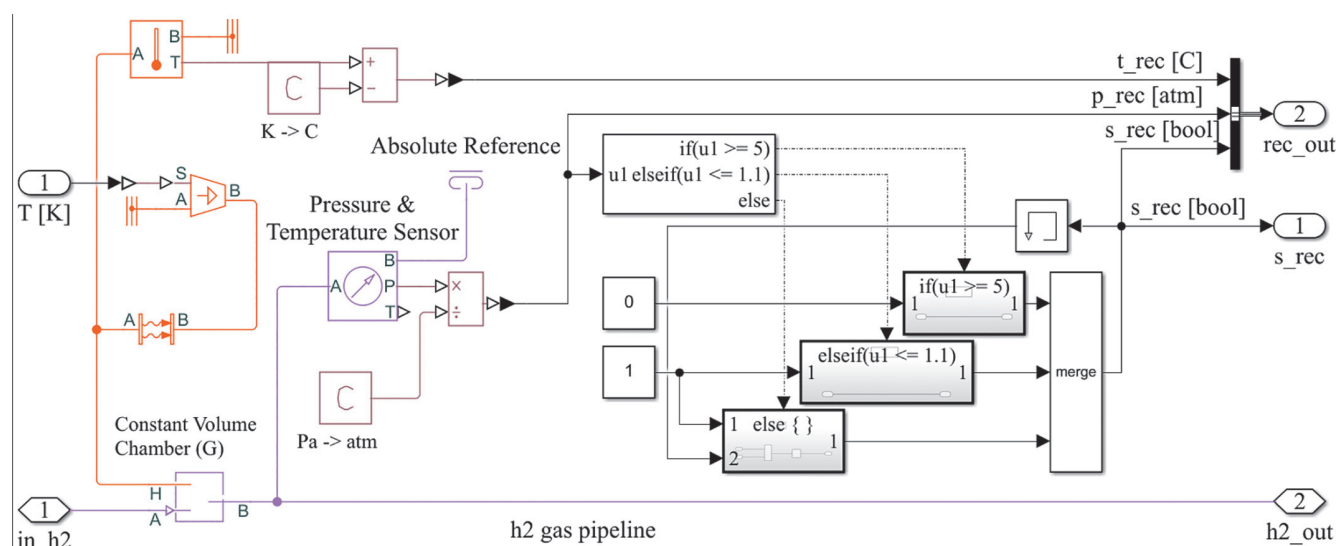 A
B
T
C
K -> C
+
−
t_rec [C]
p_rec [atm]
s_rec [bool]
2
rec_out
Absolute Reference
1
T [K]
S
A
B
Pressure &
Temperature Sensor
A
B
P
T
×
÷
u1
if(u1 >= 5)
elseif(u1 <= 1.1)
else
s_rec [bool]
1
s_rec
A
B
0
if(u1 >= 5)
1
1
1
elseif(u1 <= 1.1)
1
1
merge
C
Pa -> atm
else { }
1
2
1
Constant Volume
Chamber (G)
H
A
B
1
in_h2
h2 gas pipeline
2
h2_out